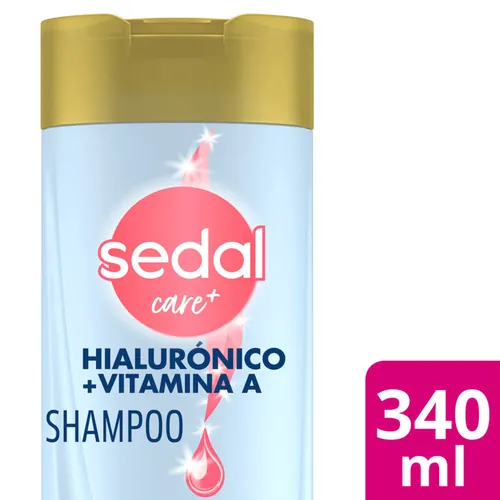 sedal
care+
HIALURÓNICO
+VITAMINA A
SHAMPOO
340
ml